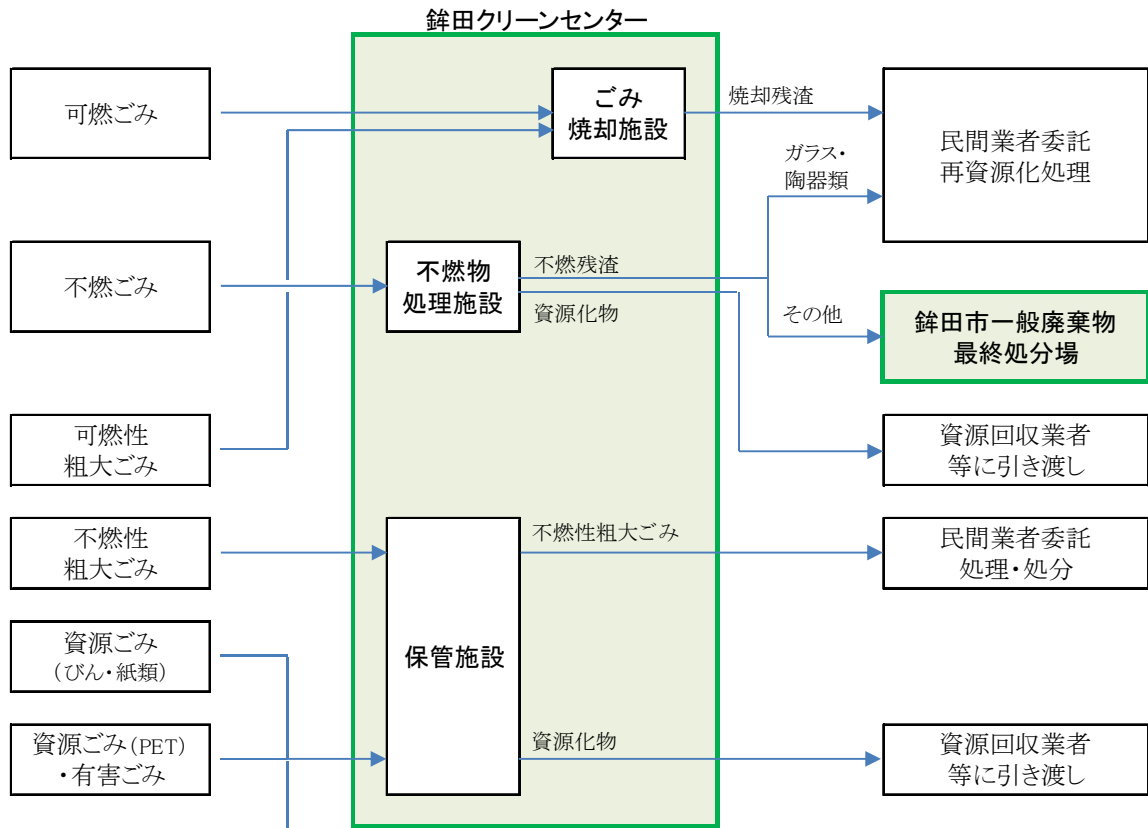 鉾田クリーンセンター
可燃ごみ
ごみ
焼却施設
焼却残渣
民間業者委託
再資源化処理
ガラス・
陶器類
不燃ごみ
不燃物
処理施設
不燃残渣
資源化物
その他
鉾田市一般廃棄物
最終処分場
可燃性
粗大ごみ
資源回収業者
等に引き渡し
不燃性
粗大ごみ
不燃性粗大ごみ
民間業者委託
処理・処分
資源ごみ
（びん・紙類）
保管施設
資源ごみ（PET）
・有害ごみ
資源化物
資源回収業者
等に引き渡し